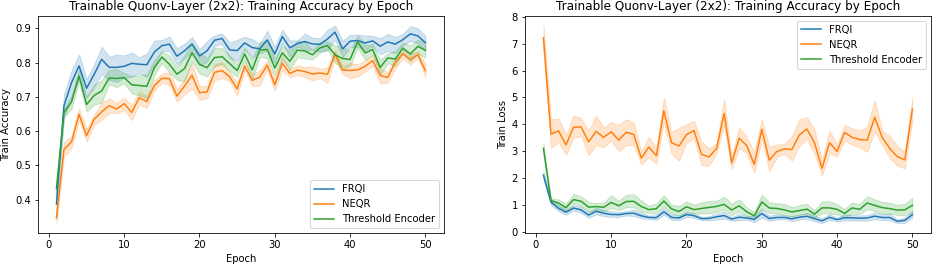 Trainable Quonv-Layer (2x2): Training Accuracy by Epoch
Train Accuracy
0.9
0.8
0.7
0.6
0.5
0.4
FRQI
NEQR
Threshold Encoder
0 10 20 30 40 50
Epoch
Trainable Quonv-Layer (2x2): Training Accuracy by Epoch
Train Loss
8
7
6
5
4
3
2
1
0
FRQI
NEQR
Threshold Encoder
0 10 20 30 40 50
Epoch